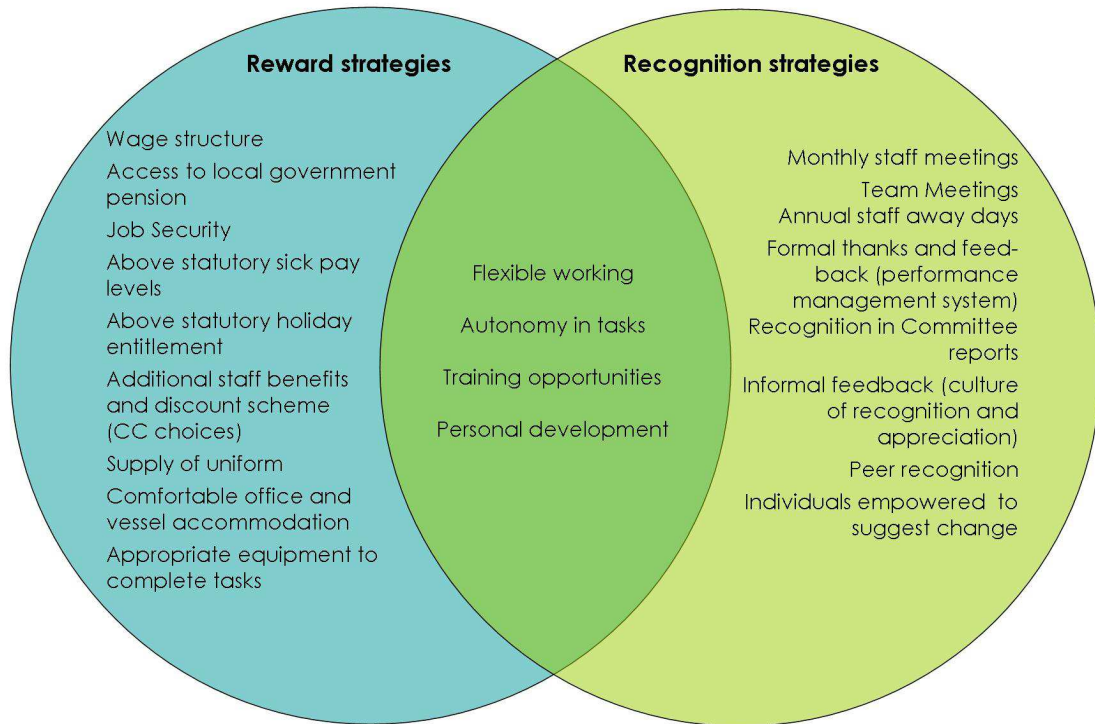 Reward strategies
Wage structure
Access to local government
pension
Job Security
Above statutory sick pay
levels
Above statutory holiday
entitlement
Additional staff benefits
and discount scheme
(CC choices)
Supply of uniform
Comfortable office and
vessel accommodation
Appropriate equipment to
complete tasks
Flexible working
Autonomy in tasks
Training opportunities
Personal development
Recognition strategies
Monthly staff meetings
Team Meetings
Annual staff away days
Formal thanks and feed-
back (performance
management system)
Recognition in Committee
reports
Informal feedback (culture
of recognition and
appreciation)
Peer recognition
Individuals empowered  to
suggest change